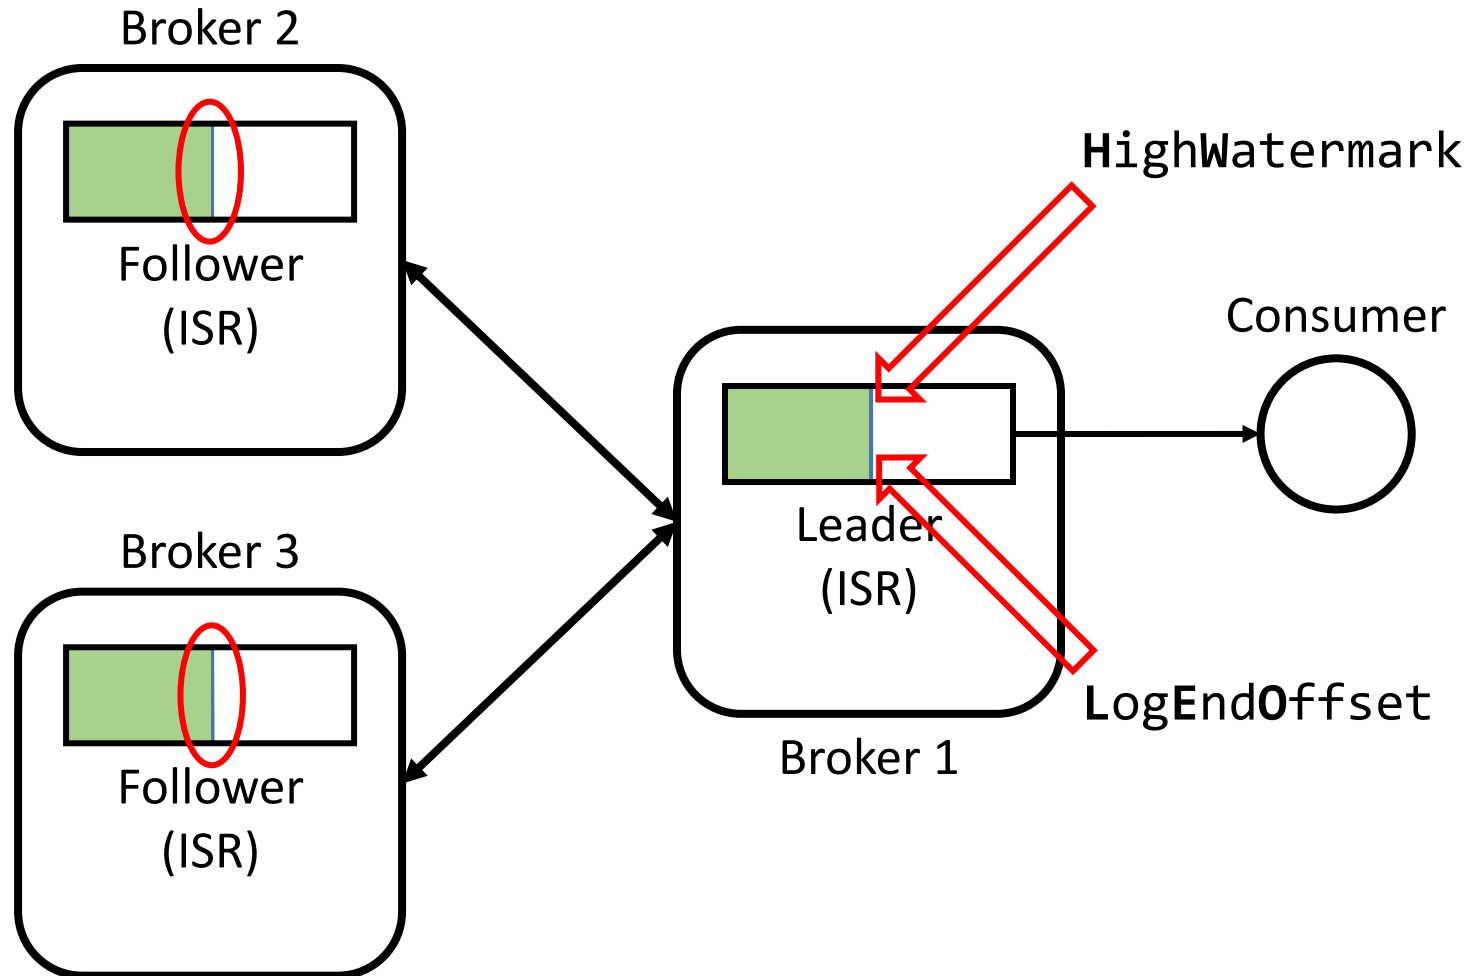 Broker 2
Follower
(ISR)
HighWatermark
Consumer
Leader
(ISR)
Broker 3
Follower
(ISR)
LogEndOffset
Broker 1